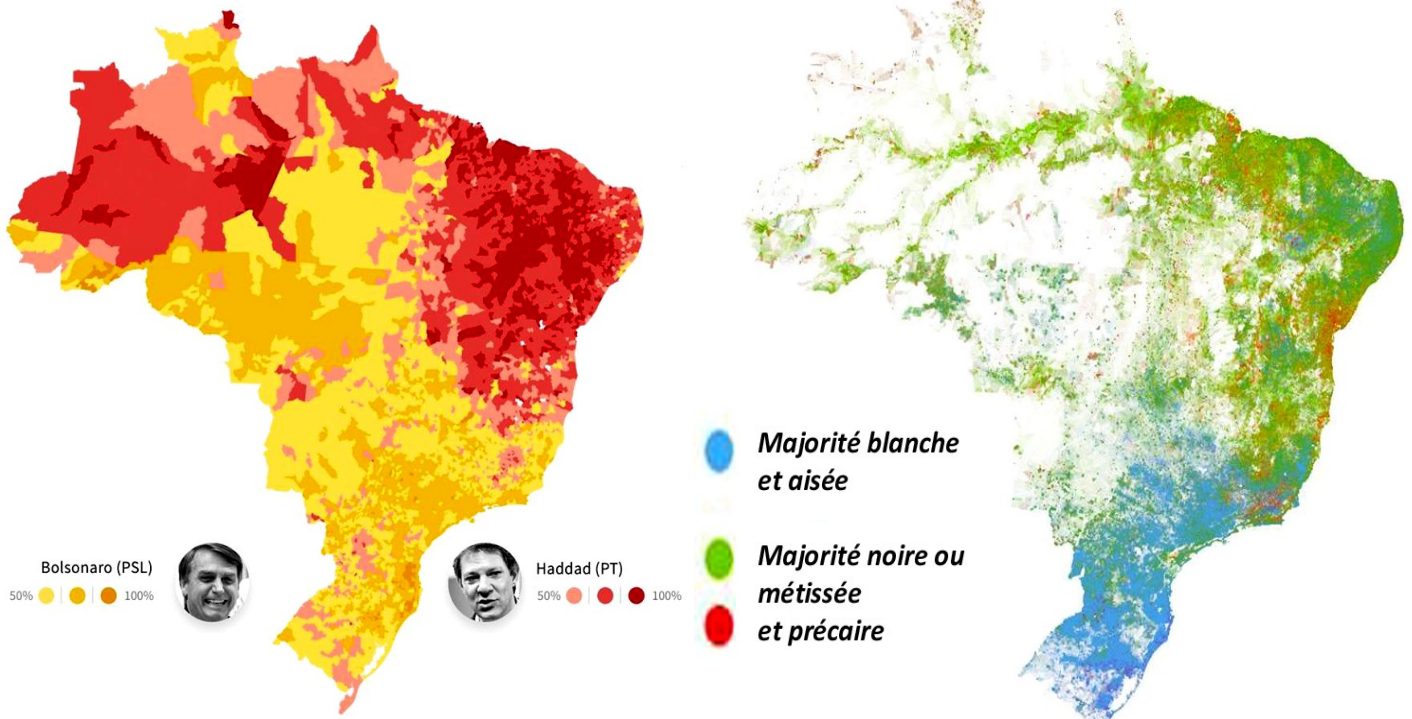 Bolsonaro (PSL)
50% 100%
Haddad (PT)
50% 100%
Majorité blanche
et aisée
Majorité noire ou
métissée
et précaire